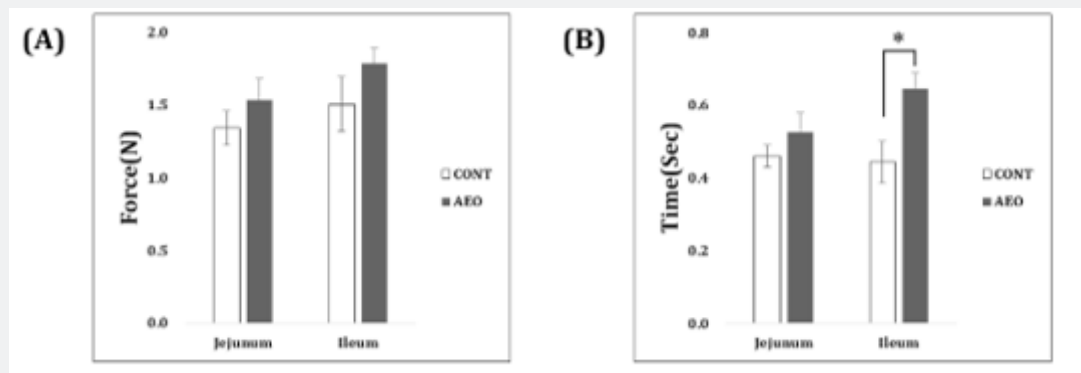 (A)
2.0
1.5
1.0
0.5
0.0
Force(N)
Jejunum Ileum
CONT
AEO
(B)
0.8
0.6
0.4
0.2
0.0
Time(Sec)
*
Jejunum Ileum
CONT
AEO